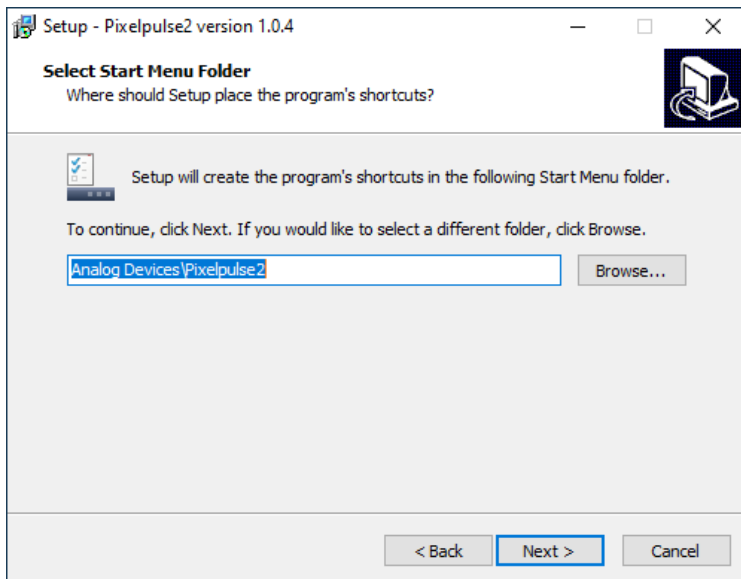 Setup - Pixelpulse2 version 1.0.4
Select Start Menu Folder
Where should Setup place the program's shortcuts?
Setup will create the program's shortcuts in the following Start Menu folder.
To continue, click Next. If you would like to select a different folder, click Browse.
Analog Devices\Pixelpulse2
Browse...
< Back
Next >
Cancel